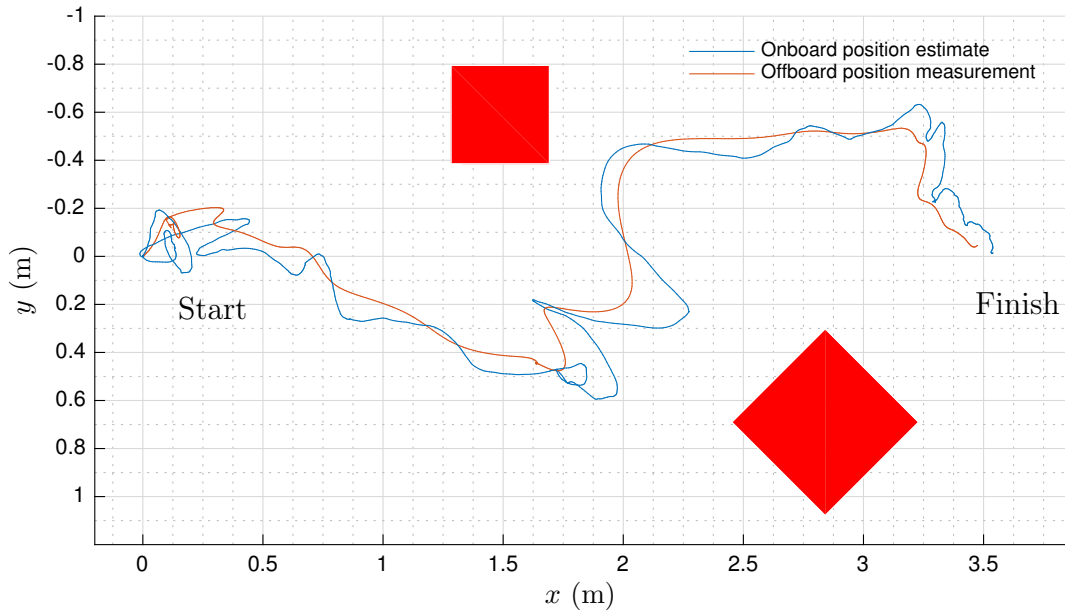 -1
-0.8
-0.6
-0.4
-0.2
0
0.2
0.4
0.6
0.8
1
y (m)
Onboard position estimate
Offboard position measurement
Start
Finish
0 0.5 1 1.5 2 2.5 3 3.5
x (m)